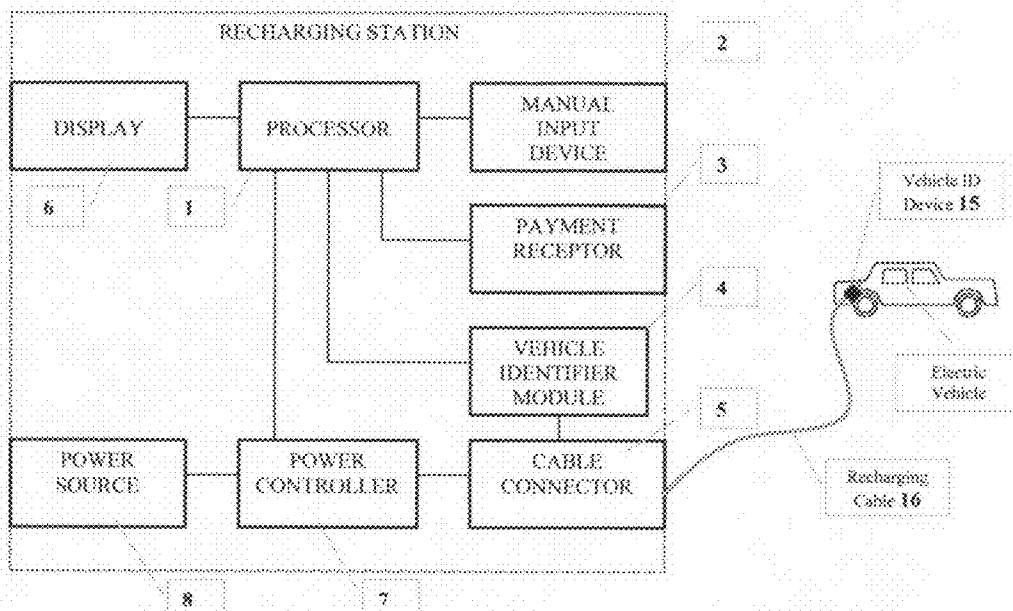 RECHARGING STATION
2
DISPLAY
PROCESSOR
MANUAL
INPUT
DEVICE
6
1
3
PAYMENT
RECEPTOR
Vehicle ID
Device 15
4
VEHICLE
IDENTIFIER
MODULE
Electric
Vehicle
5
POWER
SOURCE
POWER
CONTROLLER
CABLE
CONNECTOR
Recharging
Cable 16
8
7